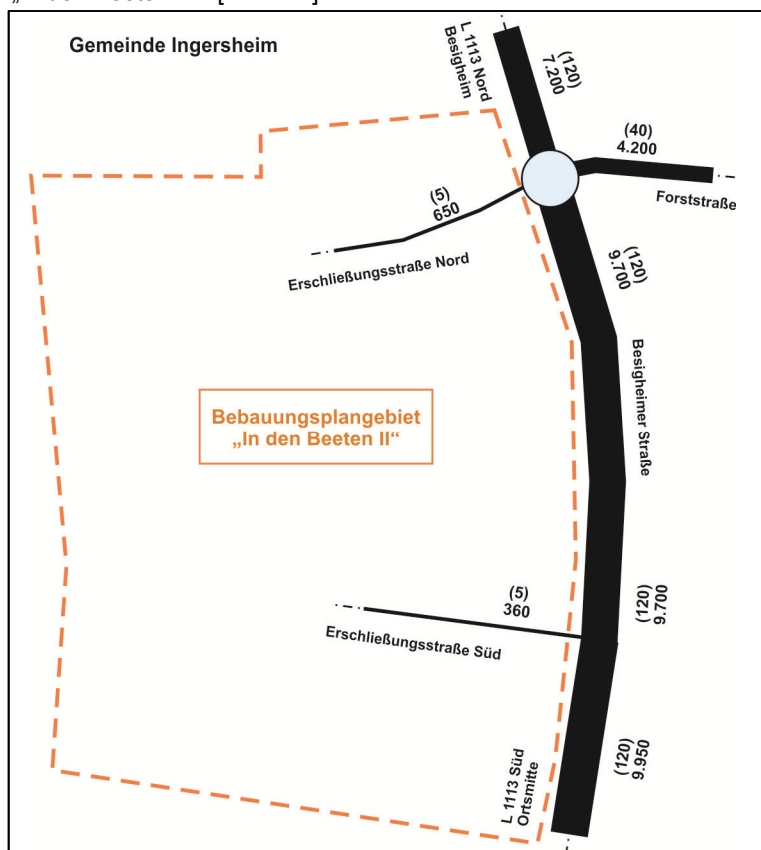 Gemeinde Ingersheim
L 1113 Nord
Besigheim
(120)
7.200
(40)
4.200
Forststraße
(5)
650
Erschließungsstraße Nord
(120)
9.700
Besigheimer Straße
Bebauungsplangebiet
„In den Beeten II“
(5)
360
Erschließungsstraße Süd
(120)
9.700
(120)
9.950
L 1113 Süd
Ortsmitte